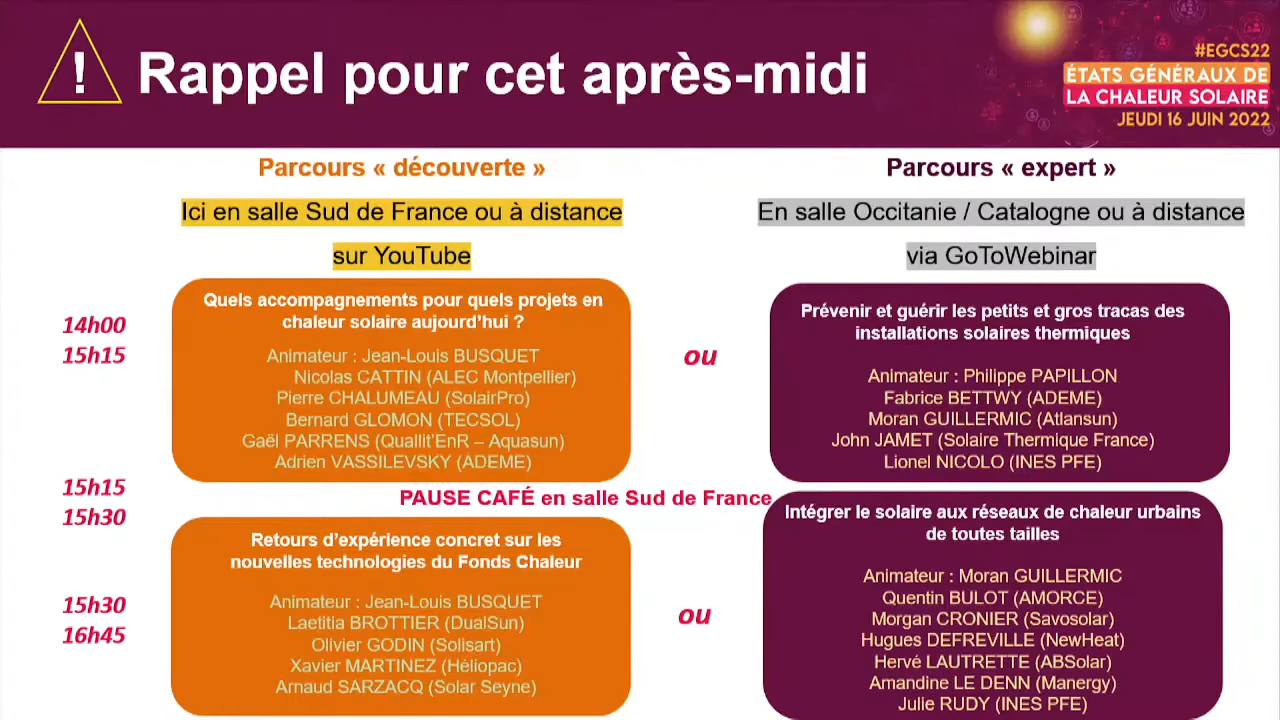 !
Rappel pour cet après-midi
#EGCS22
ÉTATS GÉNÉRAUX DE
LA CHALEUR SOLAIRE
JEUDI 16 JUIN 2022
Parcours « découverte »
Ici en salle Sud de France ou à distance
sur YouTube
Parcours « expert »
En salle Occitanie / Catalogne ou à distance
via GoToWebinar
14h00
15h15
Quels accompagnements pour quels projets en
chaleur solaire aujourd’hui ?
Animateur : Jean-Louis BUSQUET
Nicolas CATTIN (ALEC Montpellier)
Pierre CHALUMEAU (SolairPro)
Bernard GLOMON (TECSOL)
Gaël PARRENS (Quallit’EnR – Aquasun)
Adrien VASSILEVSKY (ADEME)
ou
Prévenir et guérir les petits et gros tracas des
installations solaires thermiques
Animateur : Philippe PAPILLON
Fabrice BETTWY (ADEME)
Moran GUILLERMIC (Atlansun)
John JAMET (Solaire Thermique France)
Lionel NICOLO (INES PFE)
15h15
15h30
PAUSE CAFÉ en salle Sud de France
15h30
16h45
Retours d’expérience concret sur les
nouvelles technologies du Fonds Chaleur
Animateur : Jean-Louis BUSQUET
Laetitia BROTTIER (DualSun)
Olivier GODIN (Solisart)
Xavier MARTINEZ (Héliopac)
Arnaud SARZACQ (Solar Seyne)
ou
Intégrer le solaire aux réseaux de chaleur urbains
de toutes tailles
Animateur : Moran GUILLERMIC
Quentin BULOT (AMORCE)
Morgan CRONIER (Savosolar)
Hugues DEFREVILLE (NewHeat)
Hervé LAUTRETTE (ABSolar)
Amandine LE DENN (Manergy)
Julie RUDY (INES PFE)